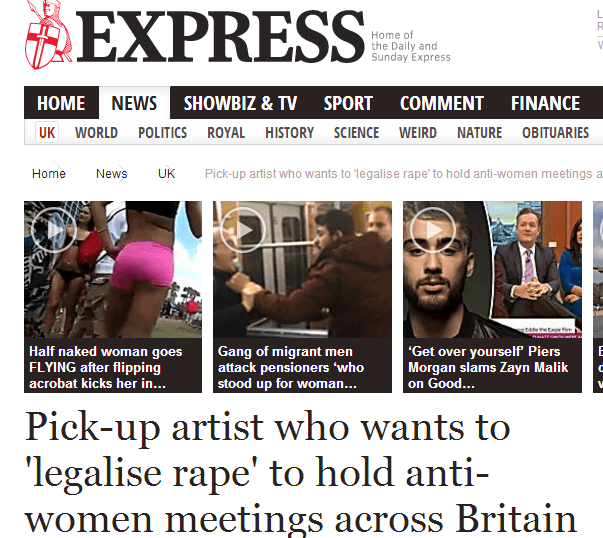 EXPRESS
Home of
the Daily and
Sunday Express
HOME NEWS SHOWBIZ & TV SPORT COMMENT FINANCE
UK WORLD POLITICS ROYAL HISTORY SCIENCE WEIRD NATURE OBITUARIES
Home News UK Pick-up artist who wants to 'legalise rape' to hold anti-women meetings a
Half naked woman goes
FLYING after flipping
acrobat kicks her in...
Gang of migrant men
attack pensioners 'who
stood up for woman...
'Get over yourself' Piers
Morgan slams Zayn Malik
on Good...
Pick-up artist who wants to
'legalise rape' to hold anti-
women meetings across Britain